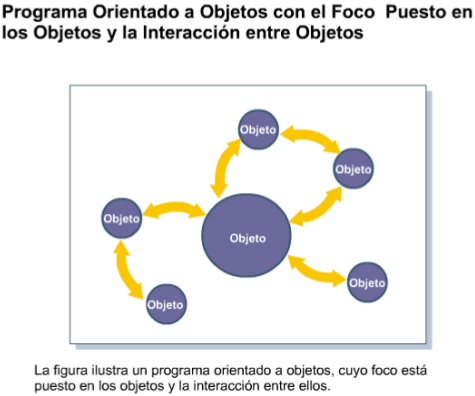 Programa Orientado a Objetos con el Foco Puesto en
los Objetos y la Interacción entre Objetos
Objeto
Objeto
Objeto
Objeto
Objeto
Objeto
La figura ilustra un programa orientado a objetos, cuyo foco está
puesto en los objetos y la interacción entre ellos.